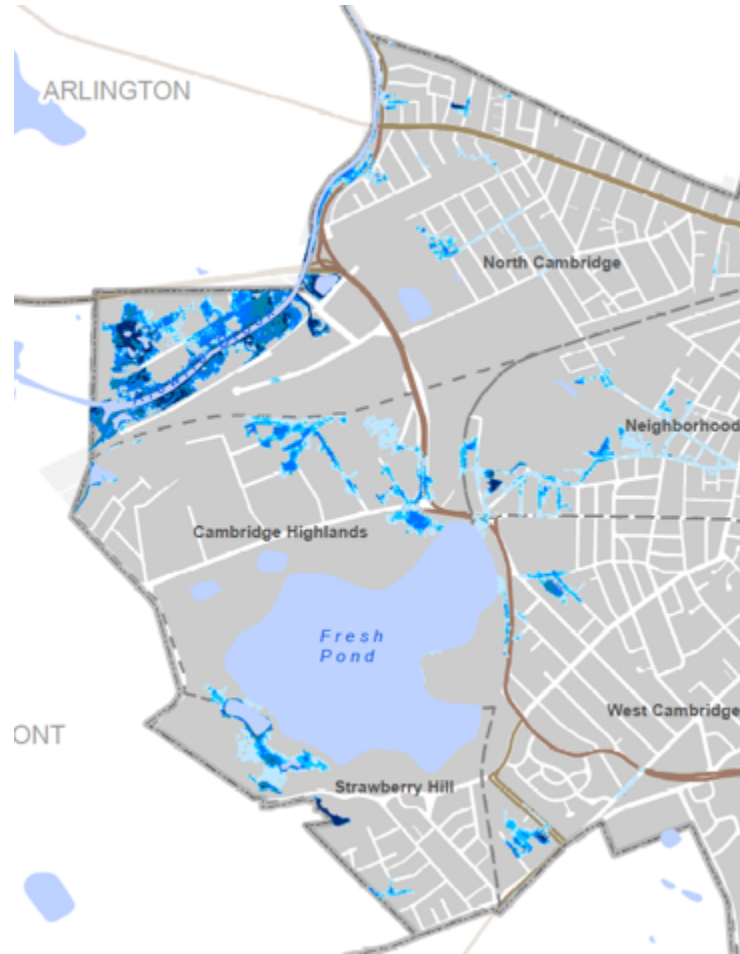 ARLINGTON
North Cambridge
Neighborhood
Cambridge Highlands
Fresh
Pond
West Cambridge
ONT
Strawberry Hill